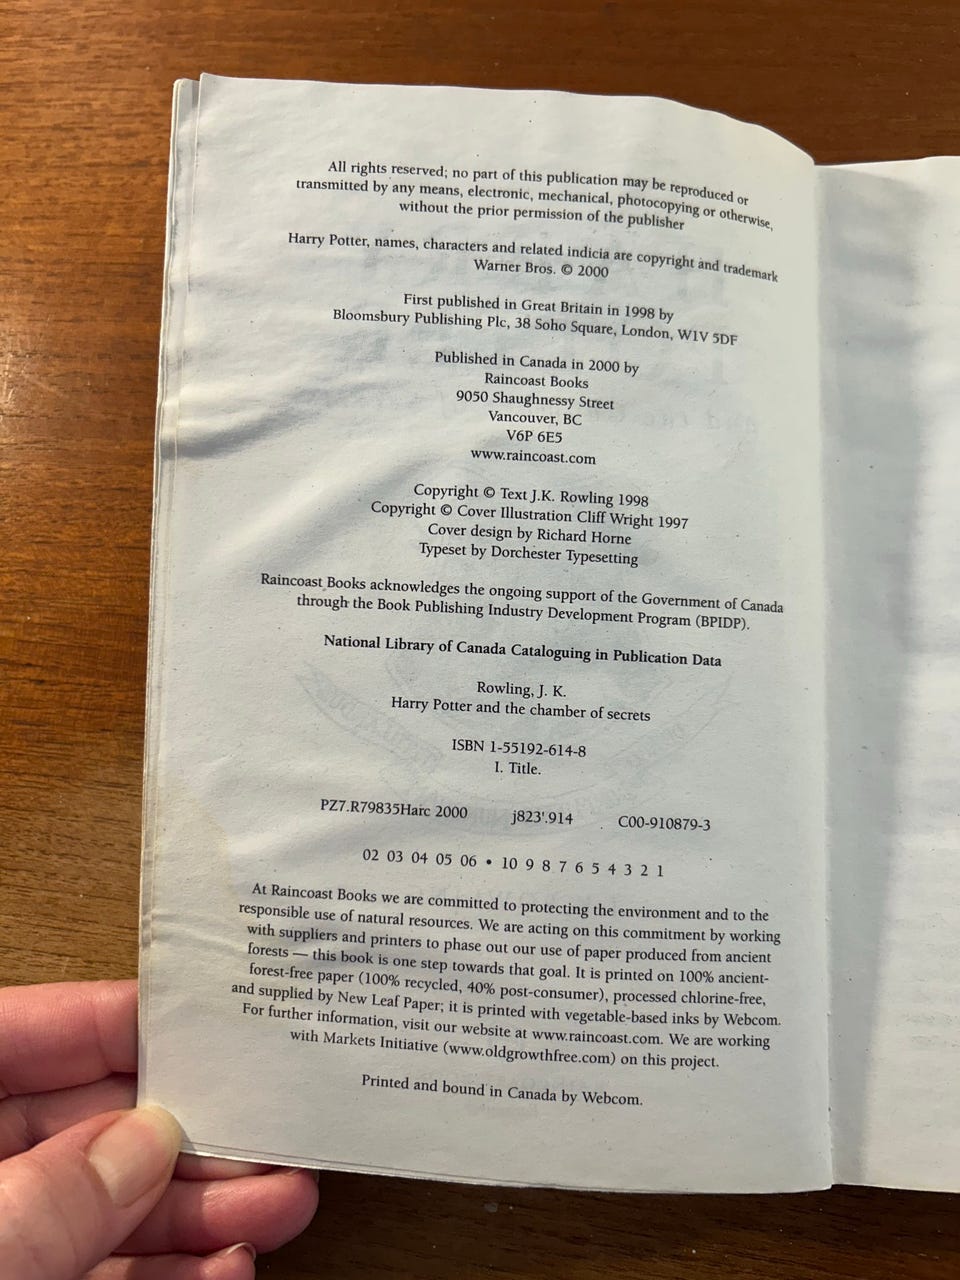 All rights reserved; no part of this publication may be reproduced or
transmitted by any means, electronic, mechanical, photocopying or otherwise,
without the prior permission of the publisher
Harry Potter, names, characters and related indicia are copyright and trademark
Warner Bros. © 2000
First published in Great Britain in 1998 by
Bloomsbury Publishing Plc, 38 Soho Square, London, W1V 5DF
Published in Canada in 2000 by
Raincoast Books
9050 Shaughnessy Street
Vancouver, BC
V6P 6E5
www.raincoast.com
Copyright © Text J.K. Rowling 1998
Copyright © Cover Illustration Cliff Wright 1997
Cover design by Richard Horne
Typeset by Dorchester Typesetting
Raincoast Books acknowledges the ongoing support of the Government of Canada
through the Book Publishing Industry Development Program (BPIDP).
National Library of Canada Cataloguing in Publication Data
Rowling, J. K.
Harry Potter and the chamber of secrets
ISBN 1-55192-614-8
I. Title.
PZ7.R79835Harc 2000 j823'.914 C00-910879-3
02 03 04 05 06 • 10 9 8 7 6 5 4 3 2 1
At Raincoast Books we are committed to protecting the environment and to the
responsible use of natural resources. We are acting on this commitment by working
with suppliers and printers to phase out our use of paper produced from ancient
forests — this book is one step towards that goal. It is printed on 100% ancient-
forest-free paper (100% recycled, 40% post-consumer), processed chlorine-free,
and supplied by New Leaf Paper; it is printed with vegetable-based inks by Webcom.
For further information, visit our website at www.raincoast.com. We are working
with Markets Initiative (www.oldgrowthfree.com) on this project.
Printed and bound in Canada by Webcom.